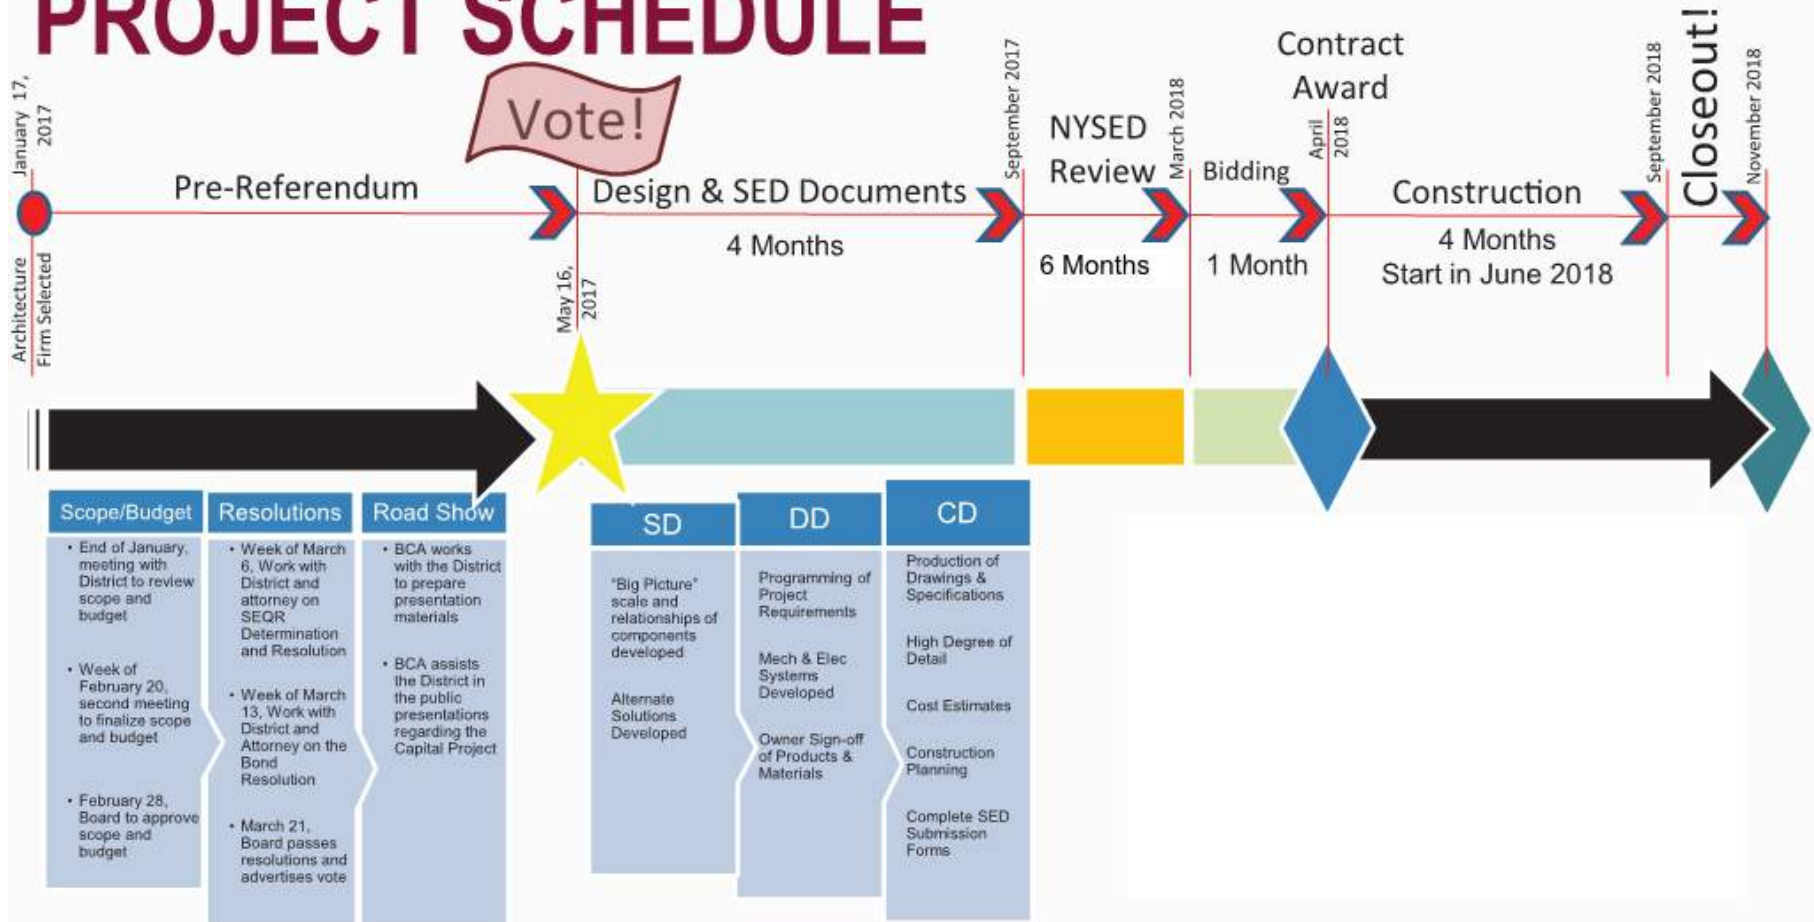 PROJECT SCHEDULE
January 17,
2017
Architecture
Firm Selected
Pre-Referendum
Vote!
May 16,
2017
Design & SED Documents
4 Months
September 2017
NYSED
Review
6 Months
March 2018
Bidding
1 Month
Contract
Award
April
2018
Construction
4 Months
Start in June 2018
September 2018
Closeout!
November 2018
Scope/Budget
• End of January,
meeting with
District to review
scope and
budget
• Week of
February 20,
second meeting
to finalize scope
and budget
• February 28,
Board to approve
scope and
budget
Resolutions
• Week of March
6, Work with
District and
attorney on
SEQR
Determination
and Resolution
• Week of March
13, Work with
District and
Attorney on the
Bond
Resolution
• March 21,
Board passes
resolutions and
advertises vote
Road Show
• BCA works
with the District
to prepare
presentation
materials
• BCA assists
the District in
the public
presentations
regarding the
Capital Project
SD
"Big Picture"
scale and
relationships of
components
developed
Alternate
Solutions
Developed
DD
Programming of
Project
Requirements
Mech & Elec
Systems
Developed
Owner Sign-off
of Products &
Materials
CD
Production of
Drawings &
Specifications
High Degree of
Detail
Cost Estimates
Construction
Planning
Complete SED
Submission
Forms